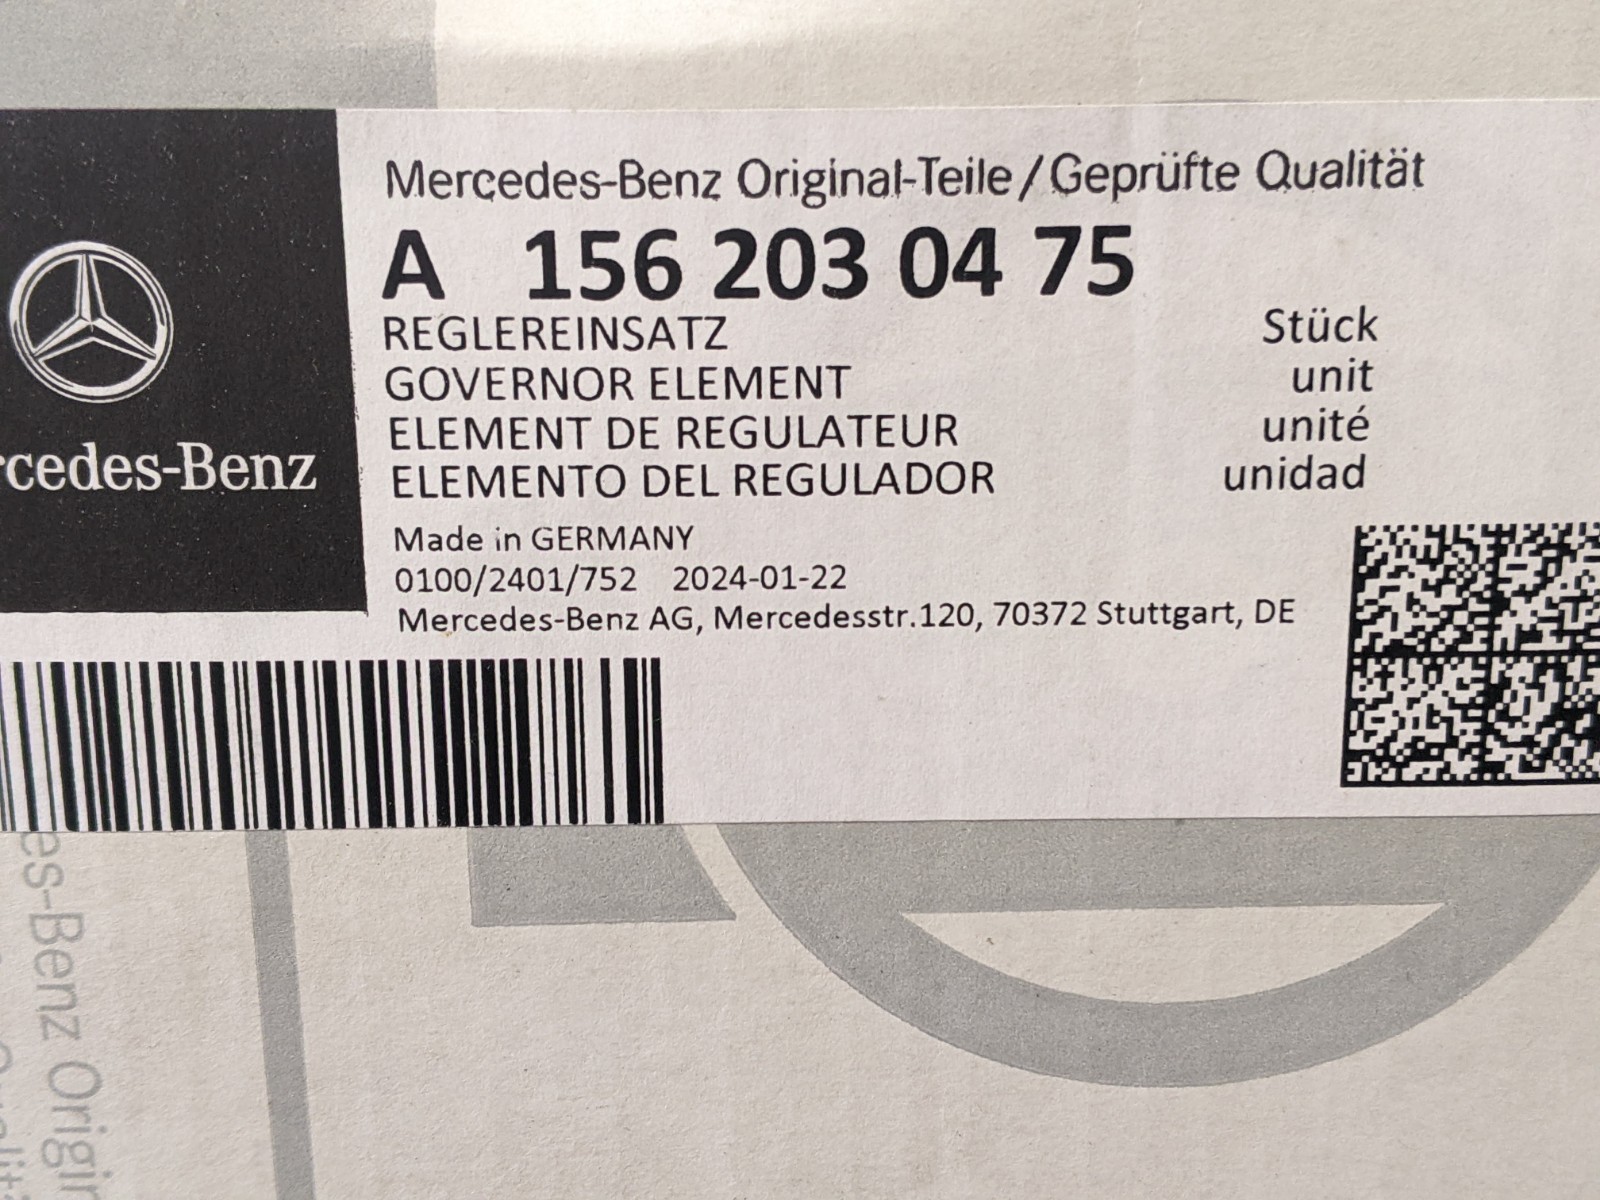 Mercedes-Benz Original-Teile/Geprüfte Qualität
A 156 203 04 75
REGLEREINSATZ Stück
GOVERNOR ELEMENT unit
ELEMENT DE REGULATEUR unité
ELEMENTO DEL REGULADOR unidad
rcedes-Benz
Made in GERMANY
0100/2401/752 2024-01-22
Mercedes-Benz AG, Mercedesstr.120, 70372 Stuttgart, DE
es-Benz Origin